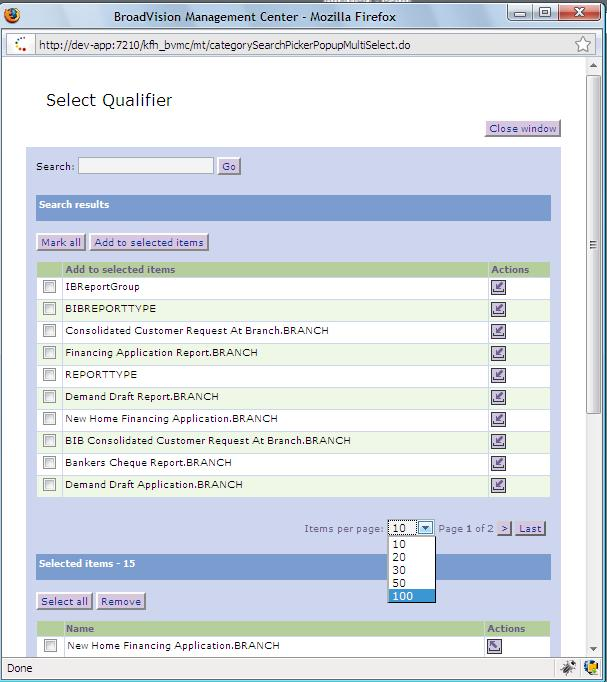 BroadVision Management Center - Mozilla Firefox
http://dev-app:7210/kfh_bvmc/mt/categorySearchPickerPopupMultiSelect.do
Select Qualifier
Close window
Search: Go
Search results
Mark all Add to selected items
Add to selected items Actions
IBReportGroup
BIBREPORTTYPE
Consolidated Customer Request At Branch.BRANCH
Financing Application Report.BRANCH
REPORTTYPE
Demand Draft Report.BRANCH
New Home Financing Application.BRANCH
BIB Consolidated Customer Request At Branch.BRANCH
Bankers Cheque Report.BRANCH
Demand Draft Application.BRANCH
Items per page: 10 Page 1 of 2 > Last
10
20
30
50
100
Selected items - 15
Select all Remove
Name Actions
New Home Financing Application.BRANCH
Done